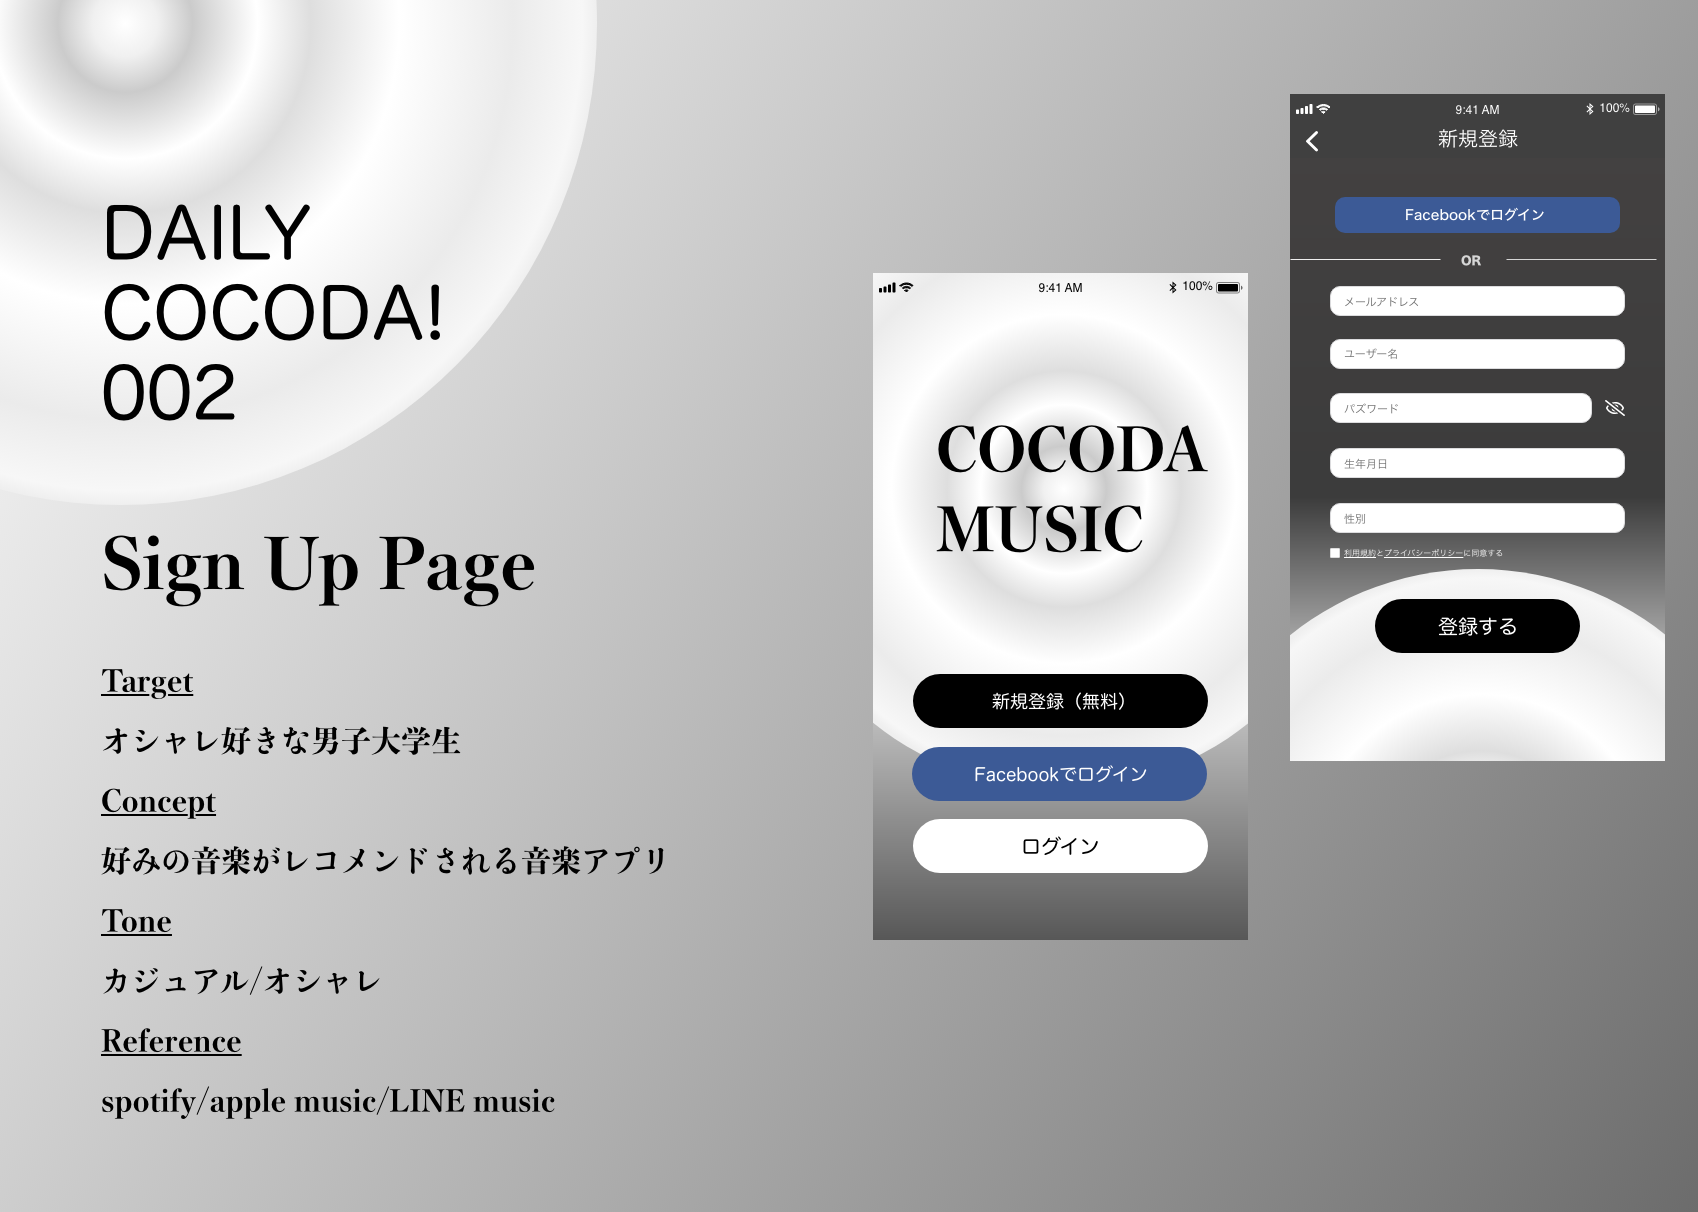 DAILY
COCODA!
002
Sign Up Page
Target
オシャレ好きな男子大学生
Concept
好みの音楽がレコメンドされる音楽アプリ
Tone
カジュアル/オシャレ
Reference
spotify/apple music/LINE music
9:41 AM
100%
COCODA
MUSIC
新規登録（無料）
Facebookでログイン
ログイン
9:41 AM
100%
新規登録
Facebookでログイン
OR
メールアドレス
ユーザー名
パズワード
生年月日
性別
利用規約とプライバシーポリシーに同意する
登録する